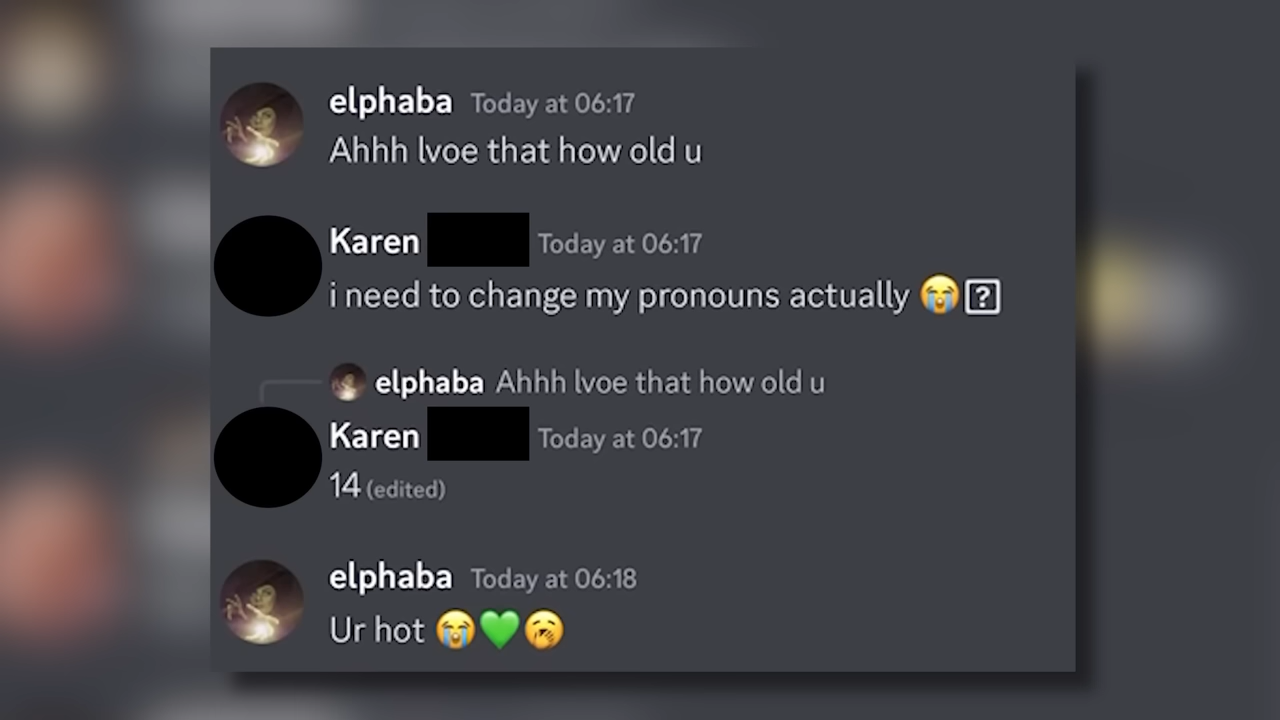 elphaba Today at 06:17
Ahhh lvoe that how old u
Karen Today at 06:17
i need to change my pronouns actually 😭
elphaba Ahhh lvoe that how old u
Karen Today at 06:17
14 (edited)
elphaba Today at 06:18
Ur hot 😭💚🥱